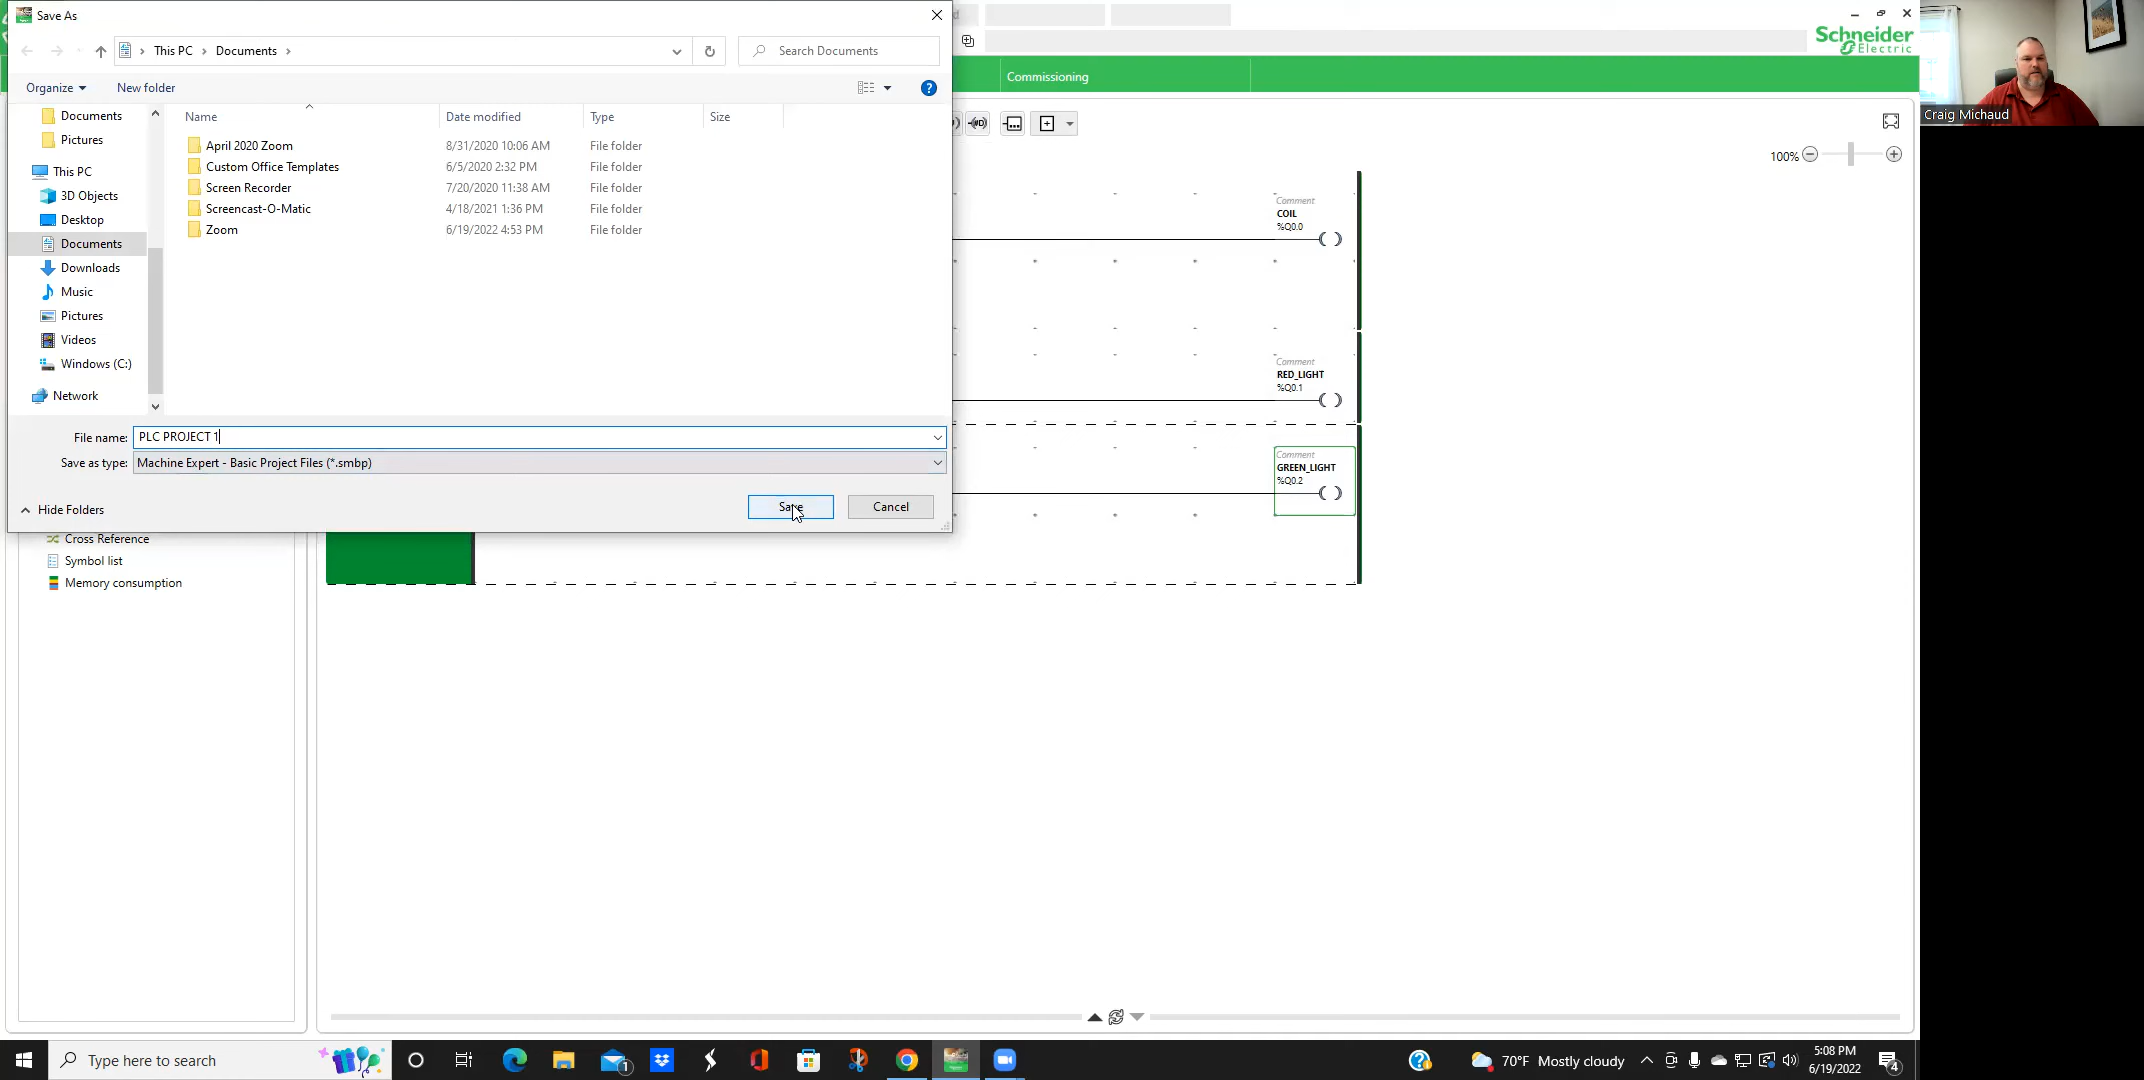 Save As
This PC > Documents >
Search Documents
Organize
New folder
Documents
Pictures
This PC
3D Objects
Desktop
Documents
Downloads
Music
Pictures
Videos
Windows (C:)
Network
Name Date modified Type Size
April 2020 Zoom 8/31/2020 10:06 AM File folder
Custom Office Templates 6/5/2020 2:32 PM File folder
Screen Recorder 7/20/2020 11:38 AM File folder
Screencast-O-Matic 4/18/2021 1:36 PM File folder
Zoom 6/19/2022 4:53 PM File folder
File name: PLC PROJECT 1
Save as type: Machine Expert - Basic Project Files (*.smbp)
Hide Folders
Save
Cancel
Schneider
Electric
Commissioning
100%
Comment
COIL
%Q0.0
Comment
RED_LIGHT
%Q0.1
Comment
GREEN_LIGHT
%Q0.2
Cross Reference
Symbol list
Memory consumption
Craig Michaud
Type here to search
1
70°F Mostly cloudy
5:08 PM
6/19/2022
4